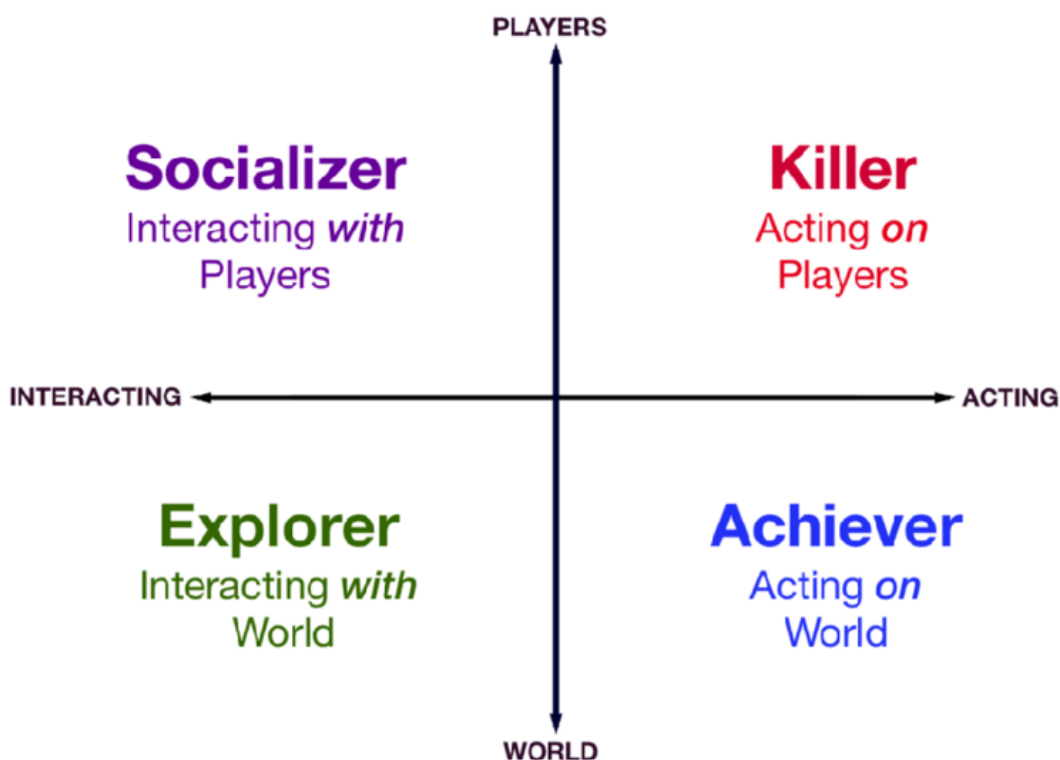 PLAYERS
Socializer
Interacting with
Players
Killer
Acting on
Players
INTERACTING
ACTING
Explorer
Interacting with
World
Achiever
Acting on
World
WORLD